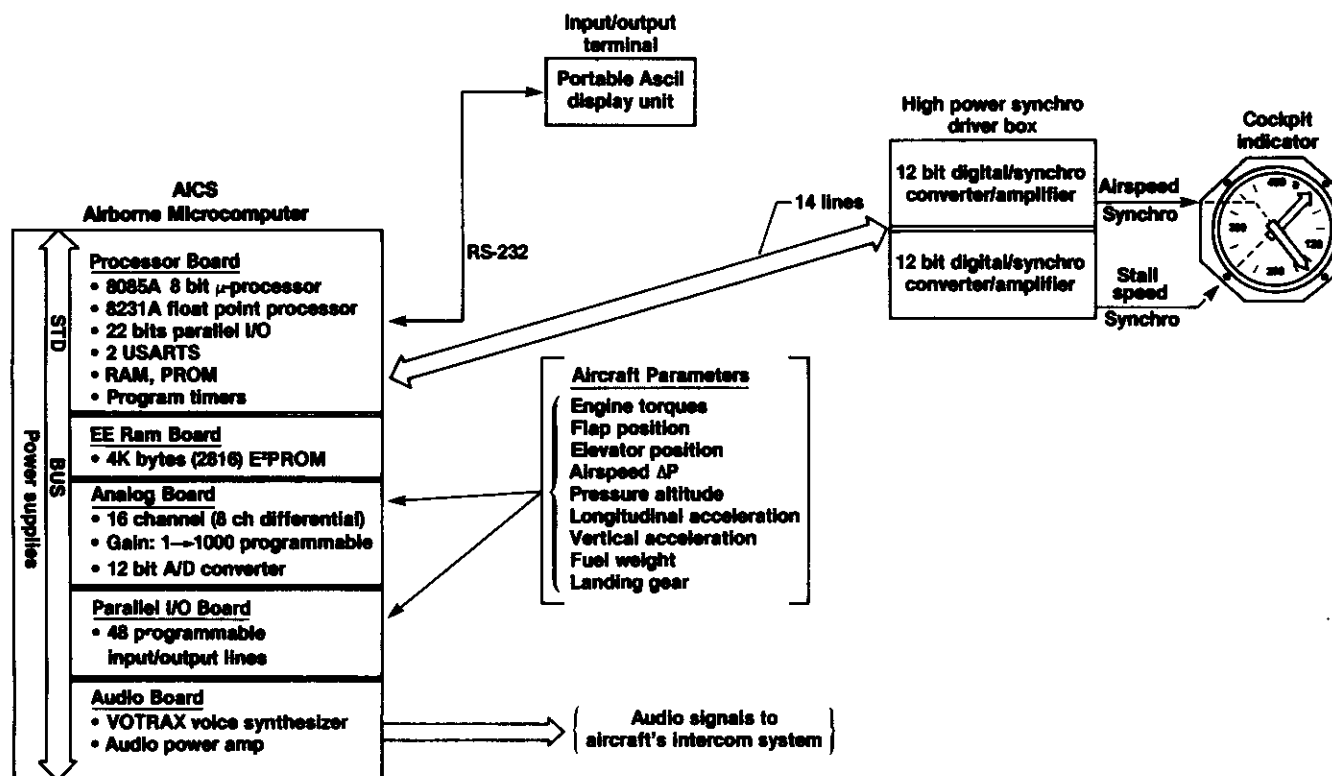 Input/output
terminal
Portable Ascii
display unit
High power synchro
driver box
12 bit digital/synchro
converter/amplifier
12 bit digital/synchro
converter/amplifier
Airspeed
Synchro
Stall
speed
Synchro
Cockpit
indicator
400
300
120
200
14 lines
RS-232
AICS
Airborne Microcomputer
Power supplies
STD
BUS
Processor Board
• 8085A 8 bit μ-processor
• 8231A float point processor
• 22 bits parallel I/O
• 2 USARTS
• RAM, PROM
• Program timers
EE Ram Board
• 4K bytes (2816) E²PROM
Analog Board
• 16 channel (8 ch differential)
• Gain: 1→1000 programmable
• 12 bit A/D converter
Parallel I/O Board
• 48 programmable
input/output lines
Audio Board
• VOTRAX voice synthesizer
• Audio power amp
Aircraft Parameters
Engine torques
Flap position
Elevator position
Airspeed ΔP
Pressure altitude
Longitudinal acceleration
Vertical acceleration
Fuel weight
Landing gear
Audio signals to
aircraft's intercom system